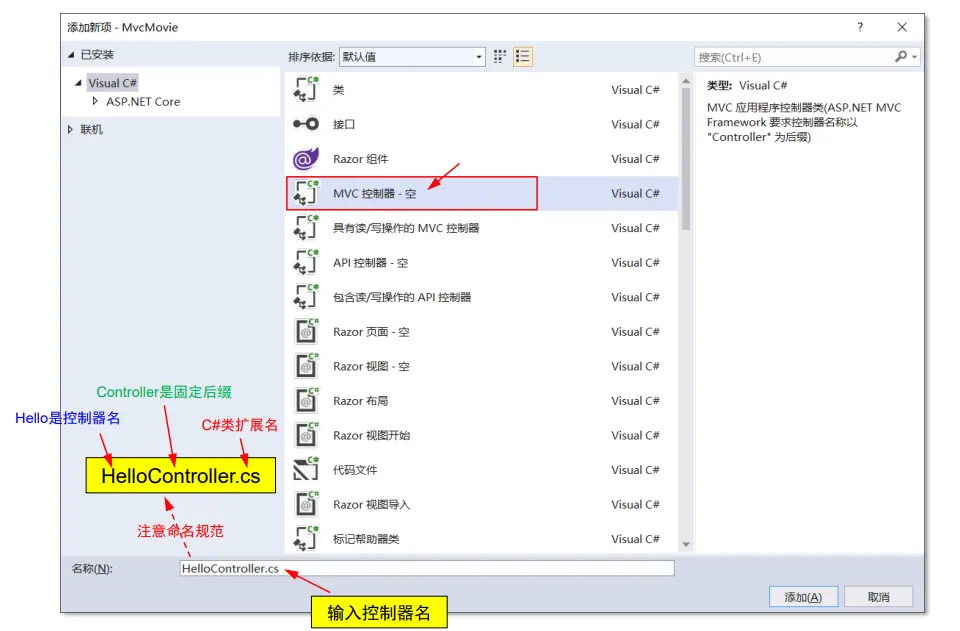 添加新项 - MvcMovie
? ×
已安装
排序依据: 默认值
搜索(Ctrl+E)
Visual C#
ASP.NET Core
联机
类 Visual C#
接口 Visual C#
Razor 组件 Visual C#
MVC 控制器 - 空 Visual C#
具有读/写操作的 MVC 控制器 Visual C#
API 控制器 - 空 Visual C#
包含读/写操作的 API 控制器 Visual C#
Razor 页面 - 空 Visual C#
Razor 视图 - 空 Visual C#
Razor 布局 Visual C#
Razor 视图开始 Visual C#
代码文件 Visual C#
Razor 视图导入 Visual C#
标记帮助器类 Visual C#
类型: Visual C#
MVC 应用程序控制器类(ASP.NET MVC
Framework 要求控制器名称以
"Controller" 为后缀)
Controller是固定后缀
Hello是控制器名
C#类扩展名
HelloController.cs
注意命名规范
名称(N): HelloController.cs
输入控制器名
添加(A) 取消